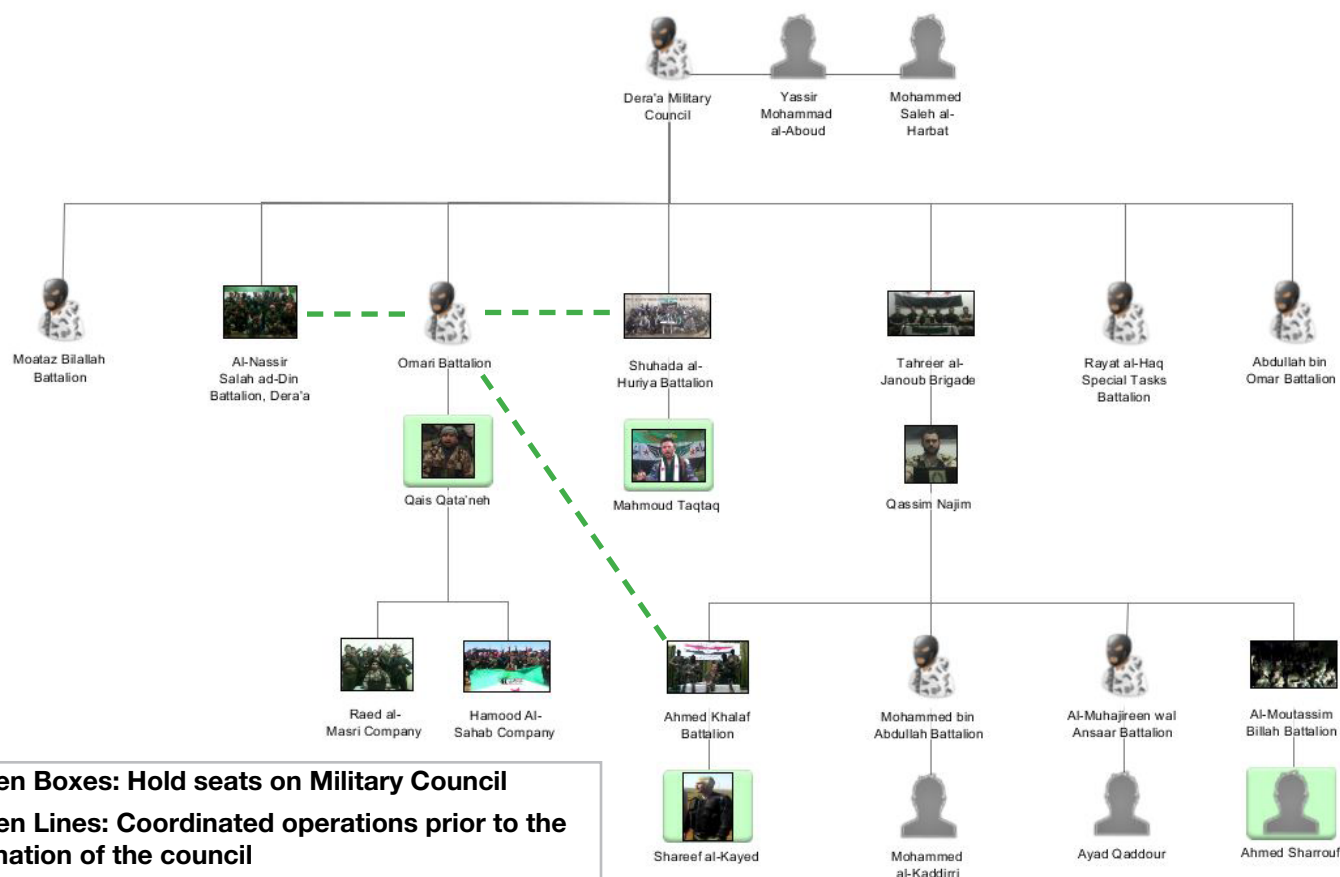 Dera'a Military
Council
Yassir
Mohammad
al-Aboud
Mohammed
Saleh al-
Harbat
Moataz Bilallah
Battalion
Al-Nassir
Salah ad-Din
Battalion, Dera'a
Omari Battalion
Shuhada al-
Huriya Battalion
Tahreer al-
Janoub Brigade
Rayat al-Haq
Special Tasks
Battalion
Abdullah bin
Omar Battalion
Qais Qata'neh
Mahmoud Taqtaq
Qassim Najim
Raed al-
Masri Company
Hamood Al-
Sahab Company
Ahmed Khalaf
Battalion
Mohammed bin
Abdullah Battalion
Al-Muhajireen wal
Ansaar Battalion
Al-Moutassim
Billah Battalion
Shareef al-Kayed
Mohammed
al-Kaddirri
Ayad Qaddour
Ahmed Sharrouf
en Boxes: Hold seats on Military Council
en Lines: Coordinated operations prior to the
nation of the council